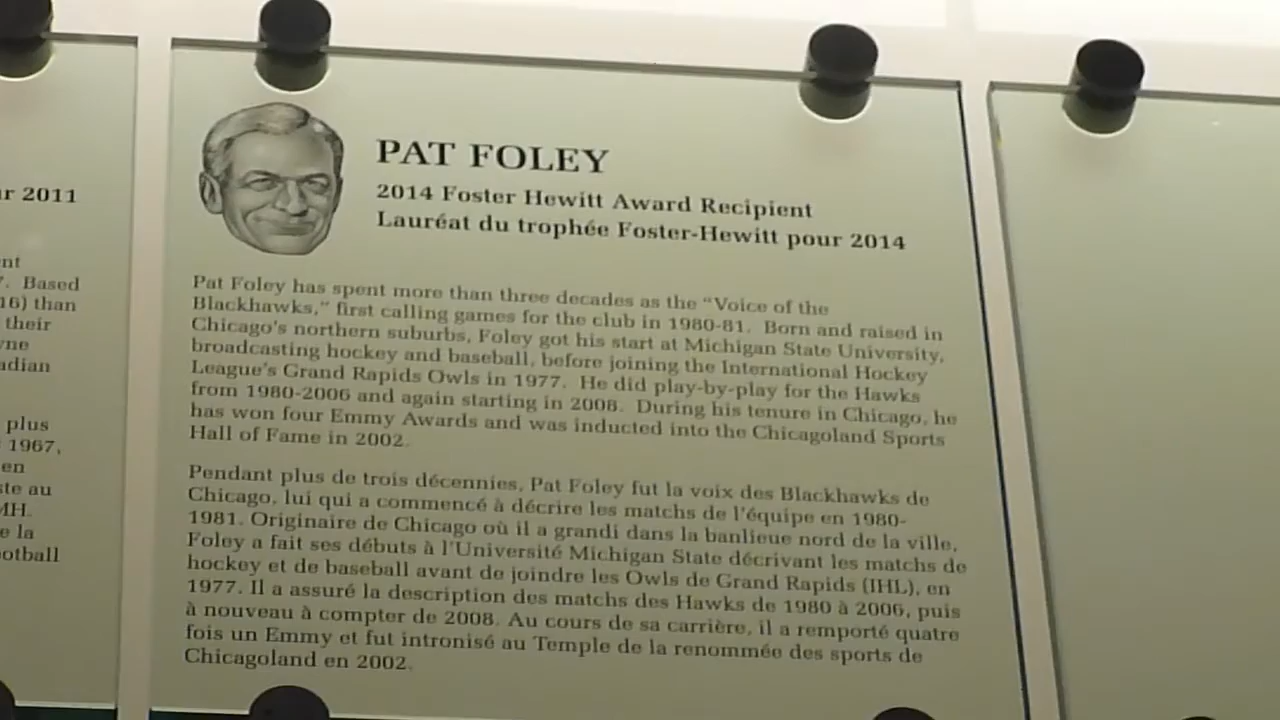 r 2011
nt
. Based
16) than
their
ne
adian
plus
1967,
en
te au
MH.
e la
ootball
PAT FOLEY
2014 Foster Hewitt Award Recipient
Lauréat du trophée Foster-Hewitt pour 2014
Pat Foley has spent more than three decades as the “Voice of the
Blackhawks,” first calling games for the club in 1980-81. Born and raised in
Chicago's northern suburbs, Foley got his start at Michigan State University,
broadcasting hockey and baseball, before joining the International Hockey
League's Grand Rapids Owls in 1977. He did play-by-play for the Hawks
from 1980-2006 and again starting in 2008. During his tenure in Chicago, he
has won four Emmy Awards and was inducted into the Chicagoland Sports
Hall of Fame in 2002.
Pendant plus de trois décennies, Pat Foley fut la voix des Blackhawks de
Chicago, lui qui a commencé à décrire les matchs de l'équipe en 1980-
1981. Originaire de Chicago où il a grandi dans la banlieue nord de la ville,
Foley a fait ses débuts à l'Université Michigan State décrivant les matchs de
hockey et de baseball avant de joindre les Owls de Grand Rapids (IHL), en
1977. Il a assuré la description des matchs des Hawks de 1980 à 2006, puis
à nouveau à compter de 2008. Au cours de sa carrière, il a remporté quatre
fois un Emmy et fut intronisé au Temple de la renommée des sports de
Chicagoland en 2002.